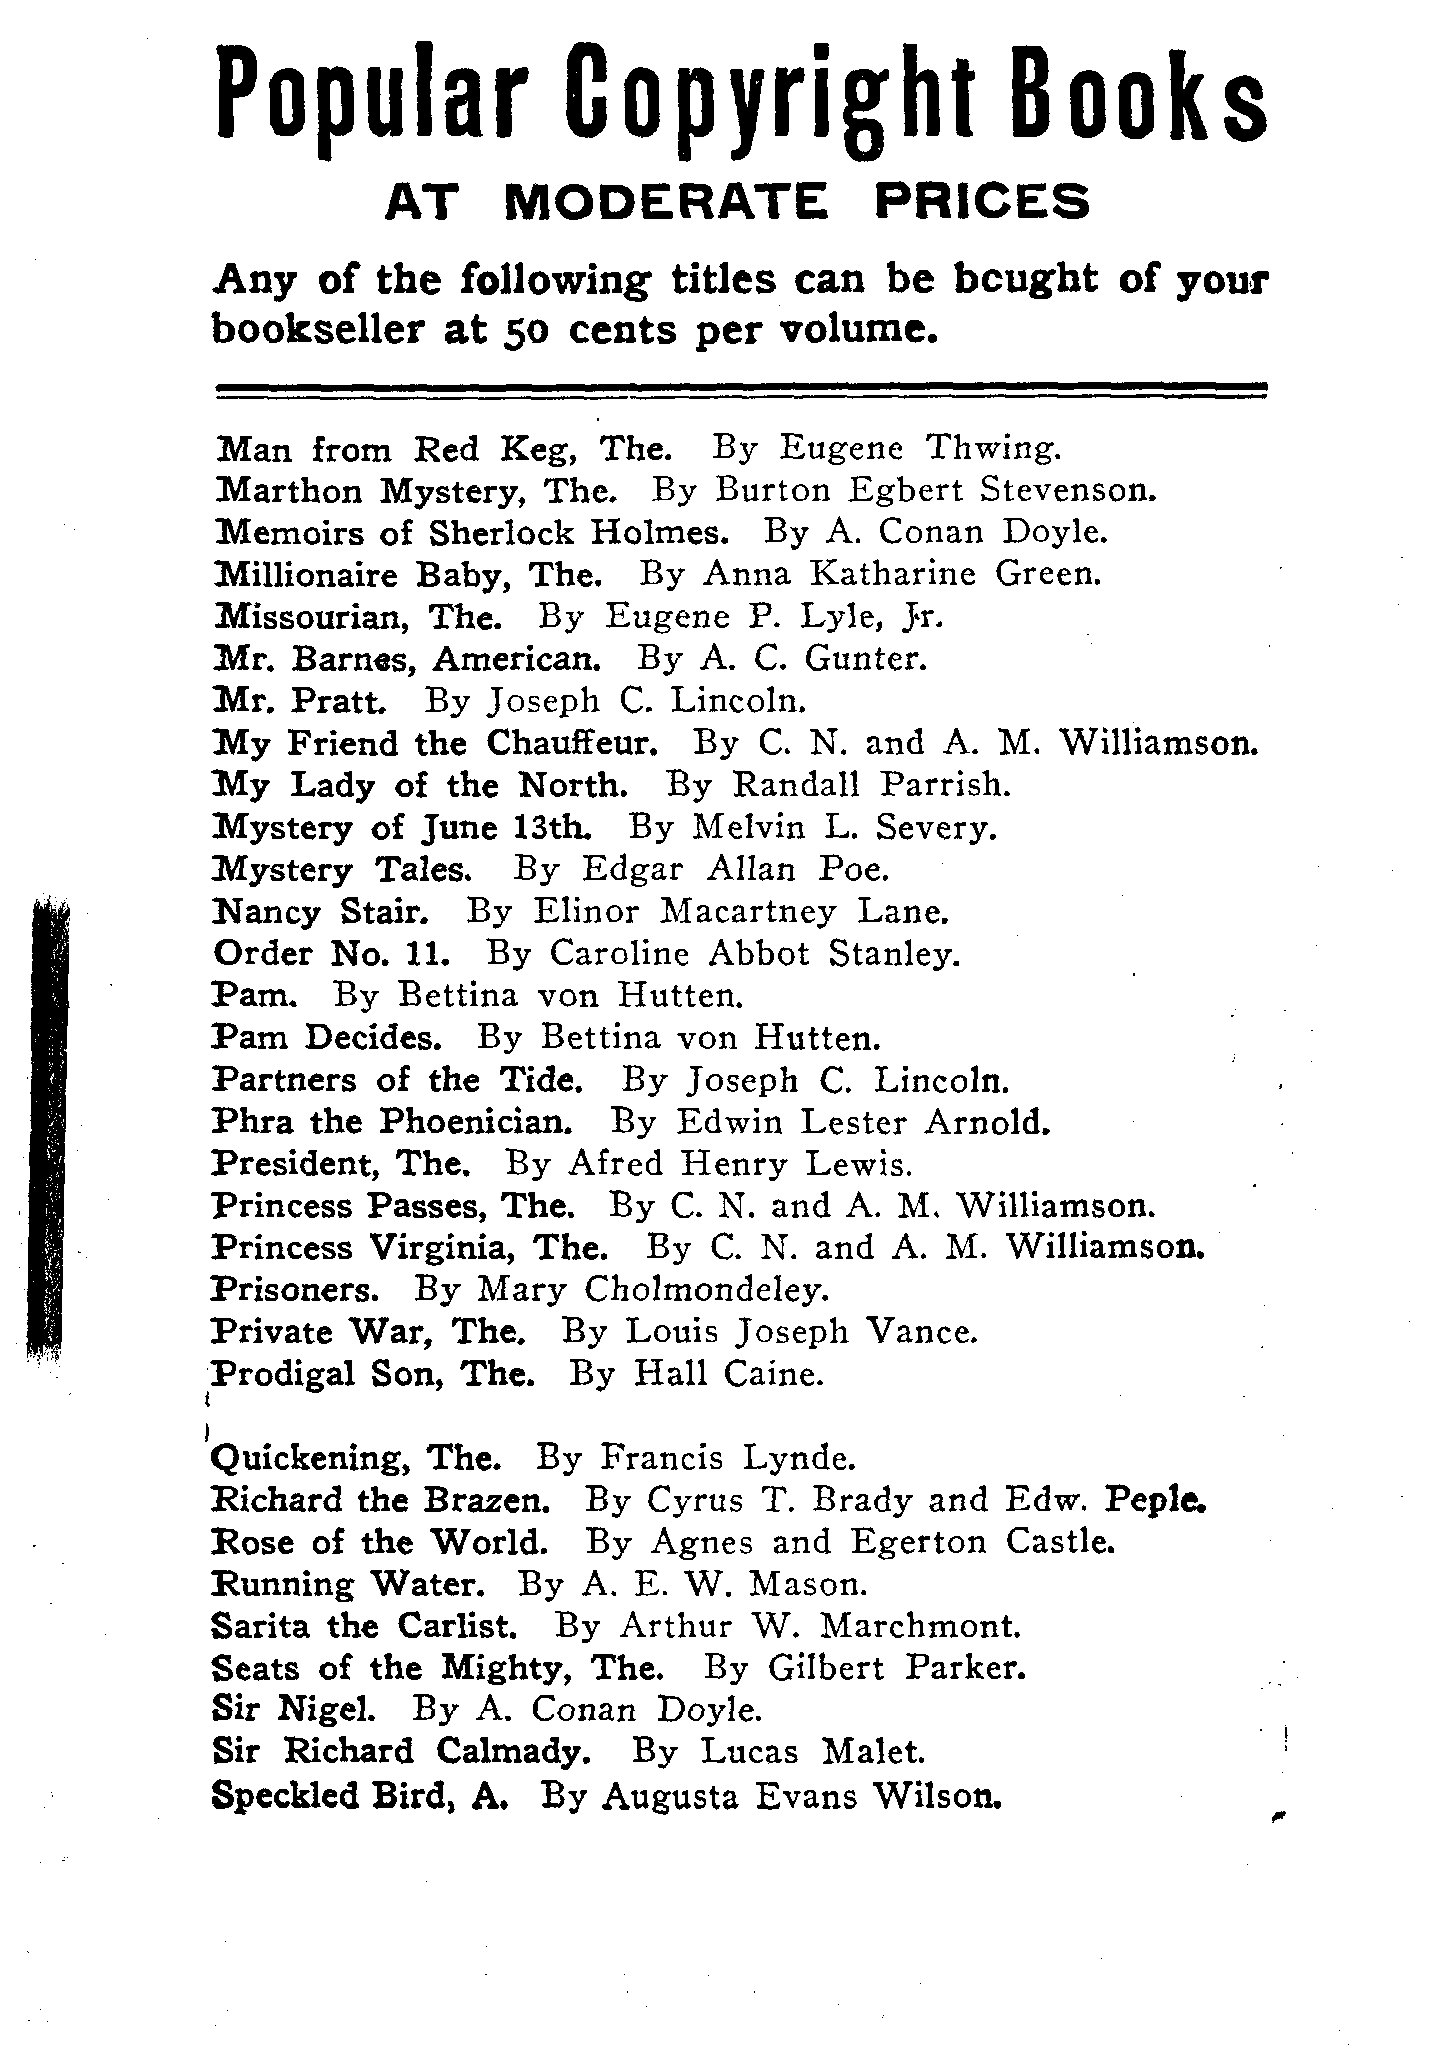 Popular Copyright Books
AT MODERATE PRICES
Any of the following titles can be bcught of your
bookseller at 50 cents per volume.
Man from Red Keg, The. By Eugene Thwing.
Marthon Mystery, The. By Burton Egbert Stevenson.
Memoirs of Sherlock Holmes. By A. Conan Doyle.
Millionaire Baby, The. By Anna Katharine Green.
Missourian, The. By Eugene P. Lyle, Jr.
Mr. Barnes, American. By A. C. Gunter.
Mr. Pratt. By Joseph C. Lincoln.
My Friend the Chauffeur. By C. N. and A. M. Williamson.
My Lady of the North. By Randall Parrish.
Mystery of June 13th. By Melvin L. Severy.
Mystery Tales. By Edgar Allan Poe.
Nancy Stair. By Elinor Macartney Lane.
Order No. 11. By Caroline Abbot Stanley.
Pam. By Bettina von Hutten.
Pam Decides. By Bettina von Hutten.
Partners of the Tide. By Joseph C. Lincoln.
Phra the Phoenician. By Edwin Lester Arnold.
President, The. By Afred Henry Lewis.
Princess Passes, The. By C. N. and A. M. Williamson.
Princess Virginia, The. By C. N. and A. M. Williamson.
Prisoners. By Mary Cholmondeley.
Private War, The. By Louis Joseph Vance.
Prodigal Son, The. By Hall Caine.
Quickening, The. By Francis Lynde.
Richard the Brazen. By Cyrus T. Brady and Edw. Peple.
Rose of the World. By Agnes and Egerton Castle.
Running Water. By A. E. W. Mason.
Sarita the Carlist. By Arthur W. Marchmont.
Seats of the Mighty, The. By Gilbert Parker.
Sir Nigel. By A. Conan Doyle.
Sir Richard Calmady. By Lucas Malet.
Speckled Bird, A. By Augusta Evans Wilson.